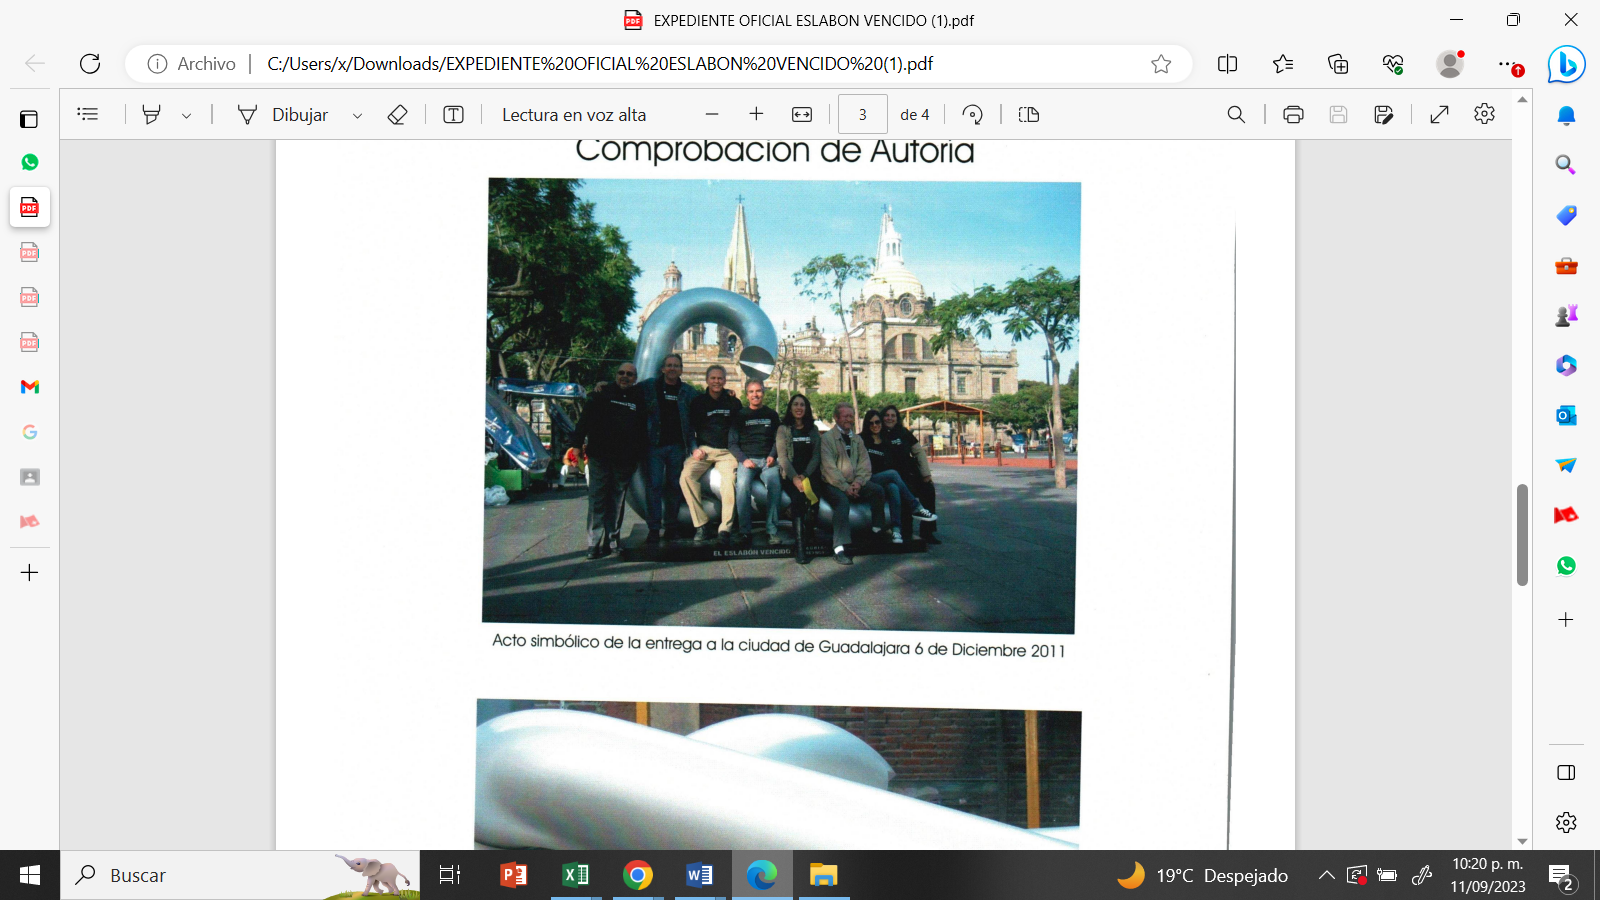 EXPEDIENTE OFICIAL ESLABON VENCIDO (1).pdf
Archivo
C:/Users/x/Downloads/EXPEDIENTE%20OFICIAL%20ESLABON%20VENCIDO%20(1).pdf
Dibujar
Lectura en voz alta
3
de 4
Comprobación de Autoría
EL ESLABÓN VENCIDO
Acto simbólico de la entrega a la ciudad de Guadalajara 6 de Diciembre 2011
Buscar
19°C Despejado
10:20 p. m.
11/09/2023
2